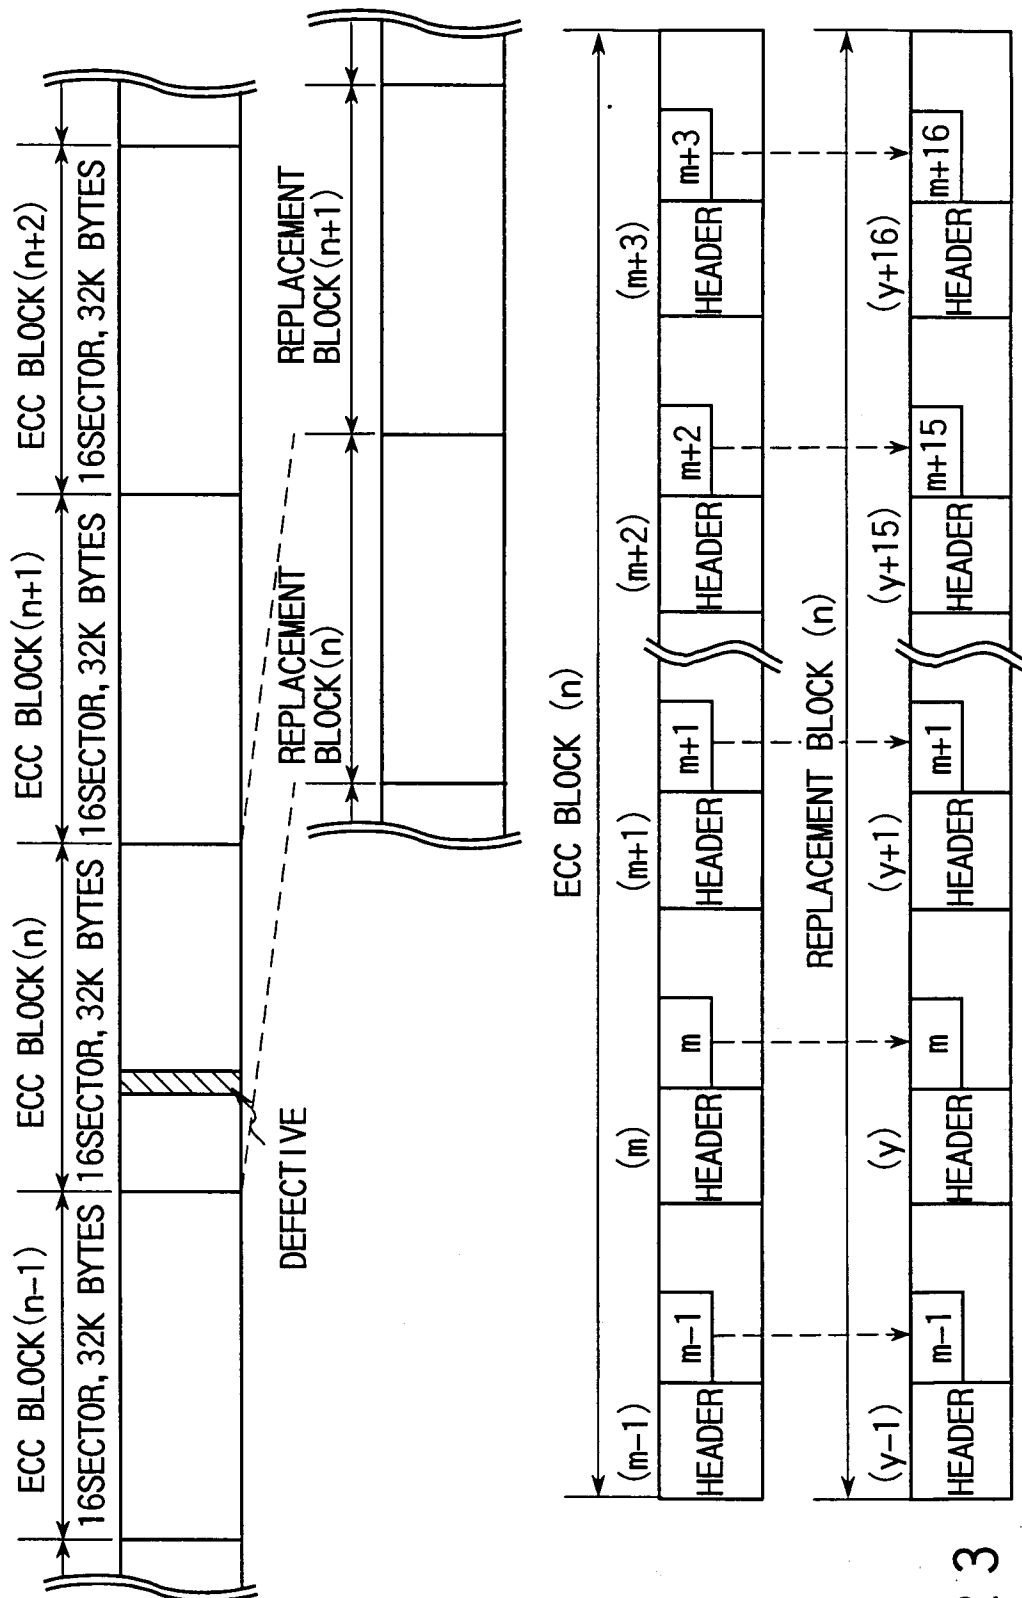 ECC BLOCK(n-1)
ECC BLOCK(n)
ECC BLOCK(n+1)
ECC BLOCK(n+2)
16SECTOR, 32K BYTES
16SECTOR, 32K BYTES
16SECTOR, 32K BYTES
16SECTOR, 32K BYTES
DEFECTIVE
REPLACEMENT
BLOCK(n)
REPLACEMENT
BLOCK(n+1)
ECC BLOCK (n)
(m-1)
(m)
(m+1)
(m+2)
(m+3)
HEADER
m-1
HEADER
m
HEADER
m+1
HEADER
m+2
HEADER
m+3
REPLACEMENT BLOCK (n)
(y-1)
(y)
(y+1)
(y+15)
(y+16)
HEADER
m-1
HEADER
m
HEADER
m+1
HEADER
m+15
HEADER
m+16
3